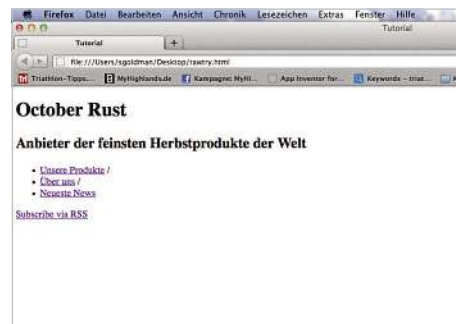 Firefox Datei Bearbeiten Ansicht Chronik Lesezeichen Extras Fenster Hilfe
Tutorial
Tutorial +
file:///Users/sgoldman/Desktop/rawtry.html
Triathlon-Tipps... MyHighlands.de Kampagne: MyHi... App Inventor for... Keywords – triat...
October Rust
Anbieter der feinsten Herbstprodukte der Welt
• Unsere Produkte /
• Über uns /
• Neueste News
Subscribe via RSS